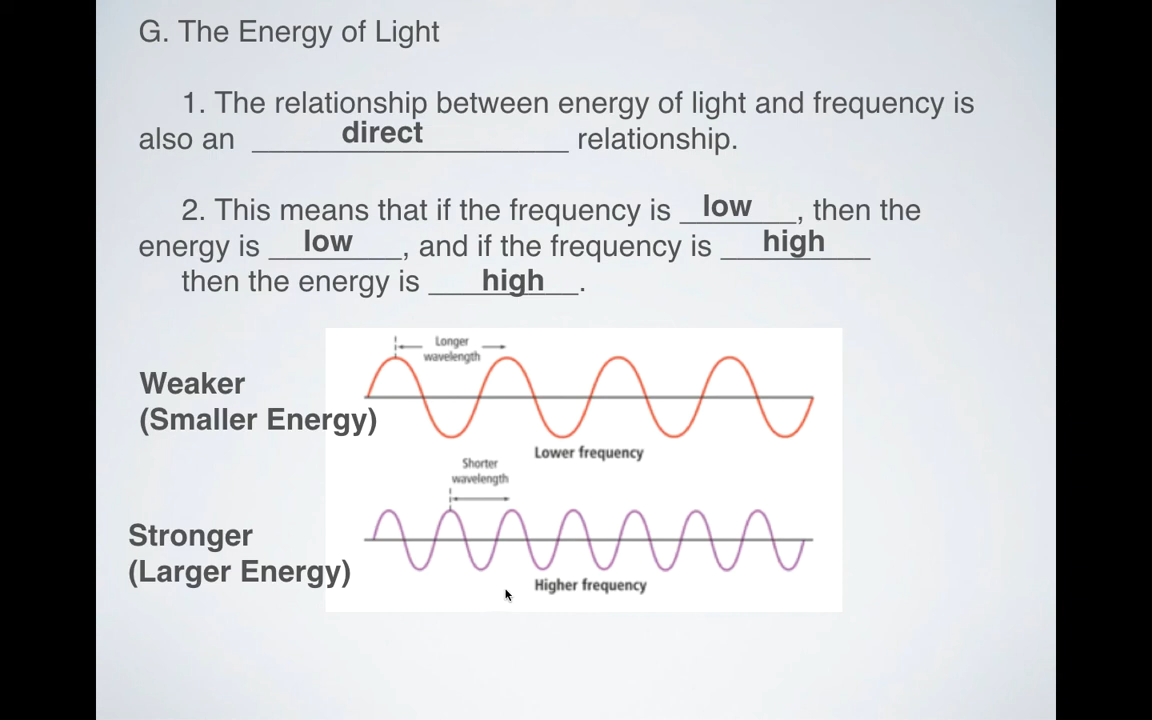 G. The Energy of Light
1. The relationship between energy of light and frequency is
also an direct relationship.
2. This means that if the frequency is low, then the
energy is low, and if the frequency is high
then the energy is high.
Longer
wavelength
Weaker
(Smaller Energy)
Lower frequency
Shorter
wavelength
Stronger
(Larger Energy)
Higher frequency